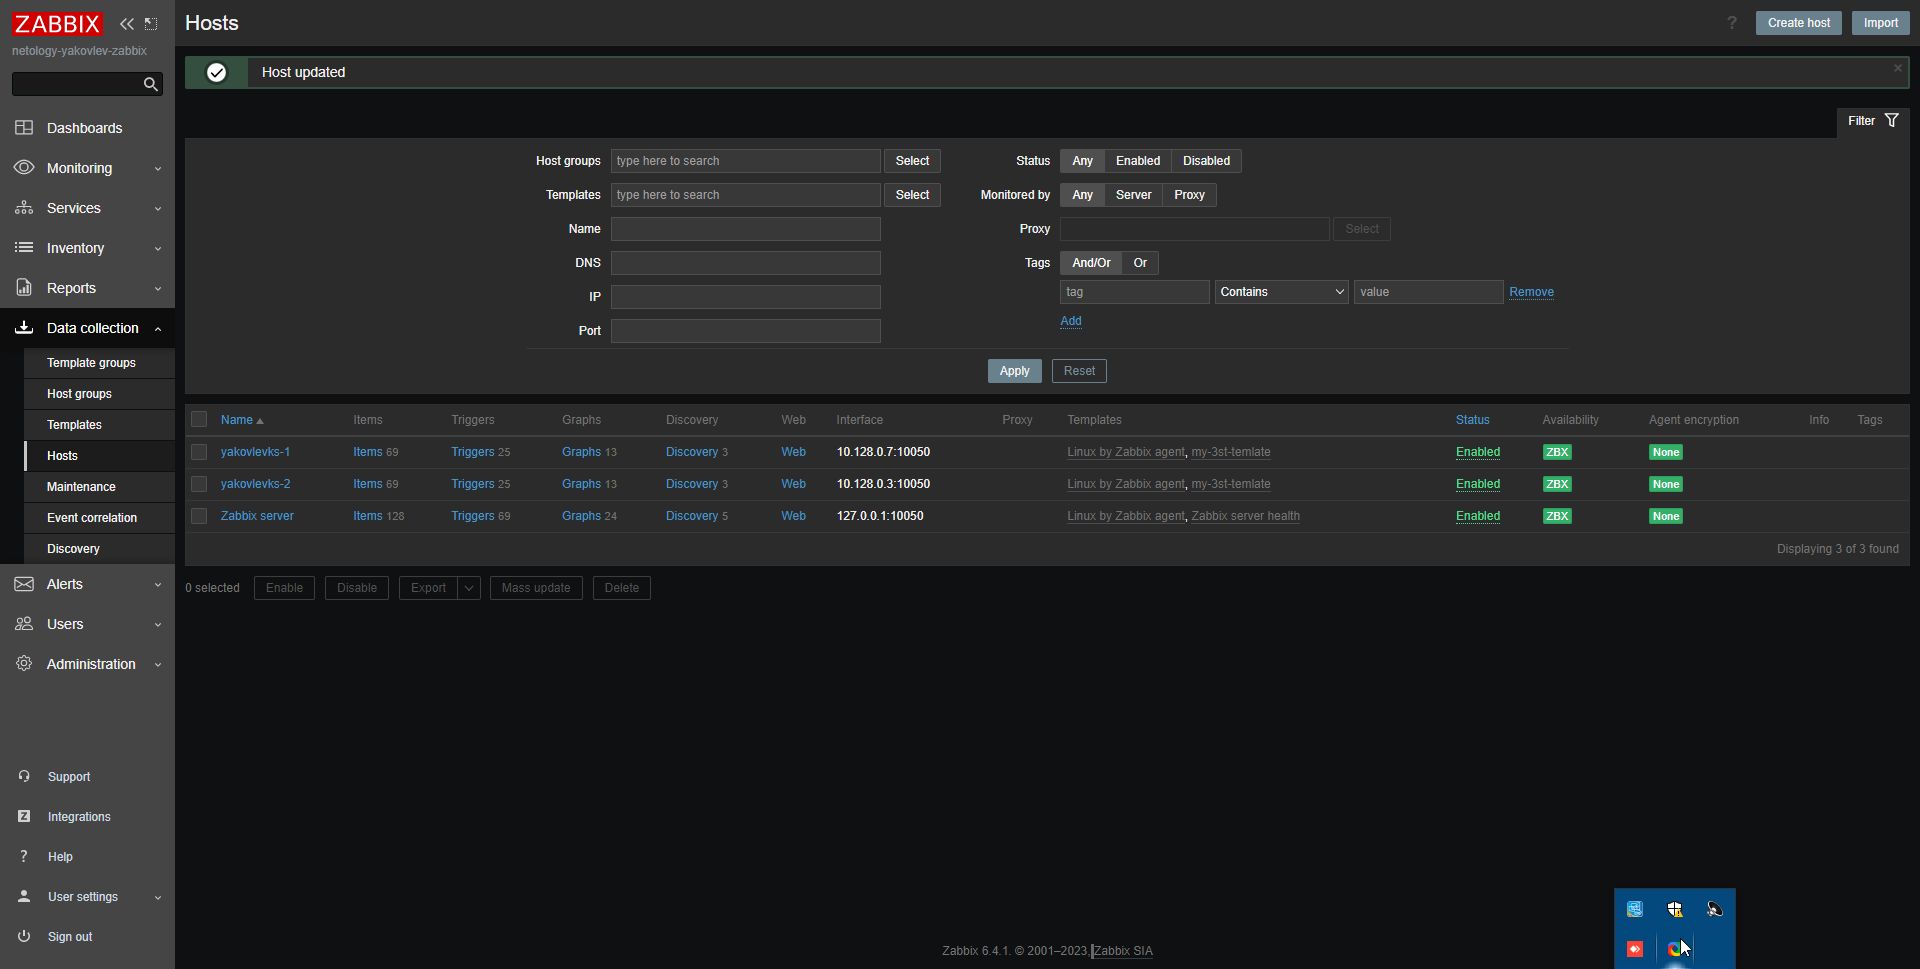 ZABBIX
netology-yakovlev-zabbix
Dashboards
Monitoring
Services
Inventory
Reports
Data collection
Template groups
Host groups
Templates
Hosts
Maintenance
Event correlation
Discovery
Alerts
Users
Administration
Support
Z Integrations
? Help
User settings
Sign out
Hosts
? Create host Import
Host updated
Filter
Host groups type here to search Select
Templates type here to search Select
Name
DNS
IP
Port
Status Any Enabled Disabled
Monitored by Any Server Proxy
Proxy Select
Tags And/Or Or
tag Contains value Remove
Add
Apply Reset
Name Items Triggers Graphs Discovery Web Interface Proxy Templates Status Availability Agent encryption Info Tags
yakovlevks-1 Items 69 Triggers 25 Graphs 13 Discovery 3 Web 10.128.0.7:10050 Linux by Zabbix agent, my-3st-temlate Enabled ZBX None
yakovlevks-2 Items 69 Triggers 25 Graphs 13 Discovery 3 Web 10.128.0.3:10050 Linux by Zabbix agent, my-3st-temlate Enabled ZBX None
Zabbix server Items 128 Triggers 69 Graphs 24 Discovery 5 Web 127.0.0.1:10050 Linux by Zabbix agent, Zabbix server health Enabled ZBX None
Displaying 3 of 3 found
0 selected Enable Disable Export Mass update Delete
Zabbix 6.4.1. © 2001–2023, Zabbix SIA